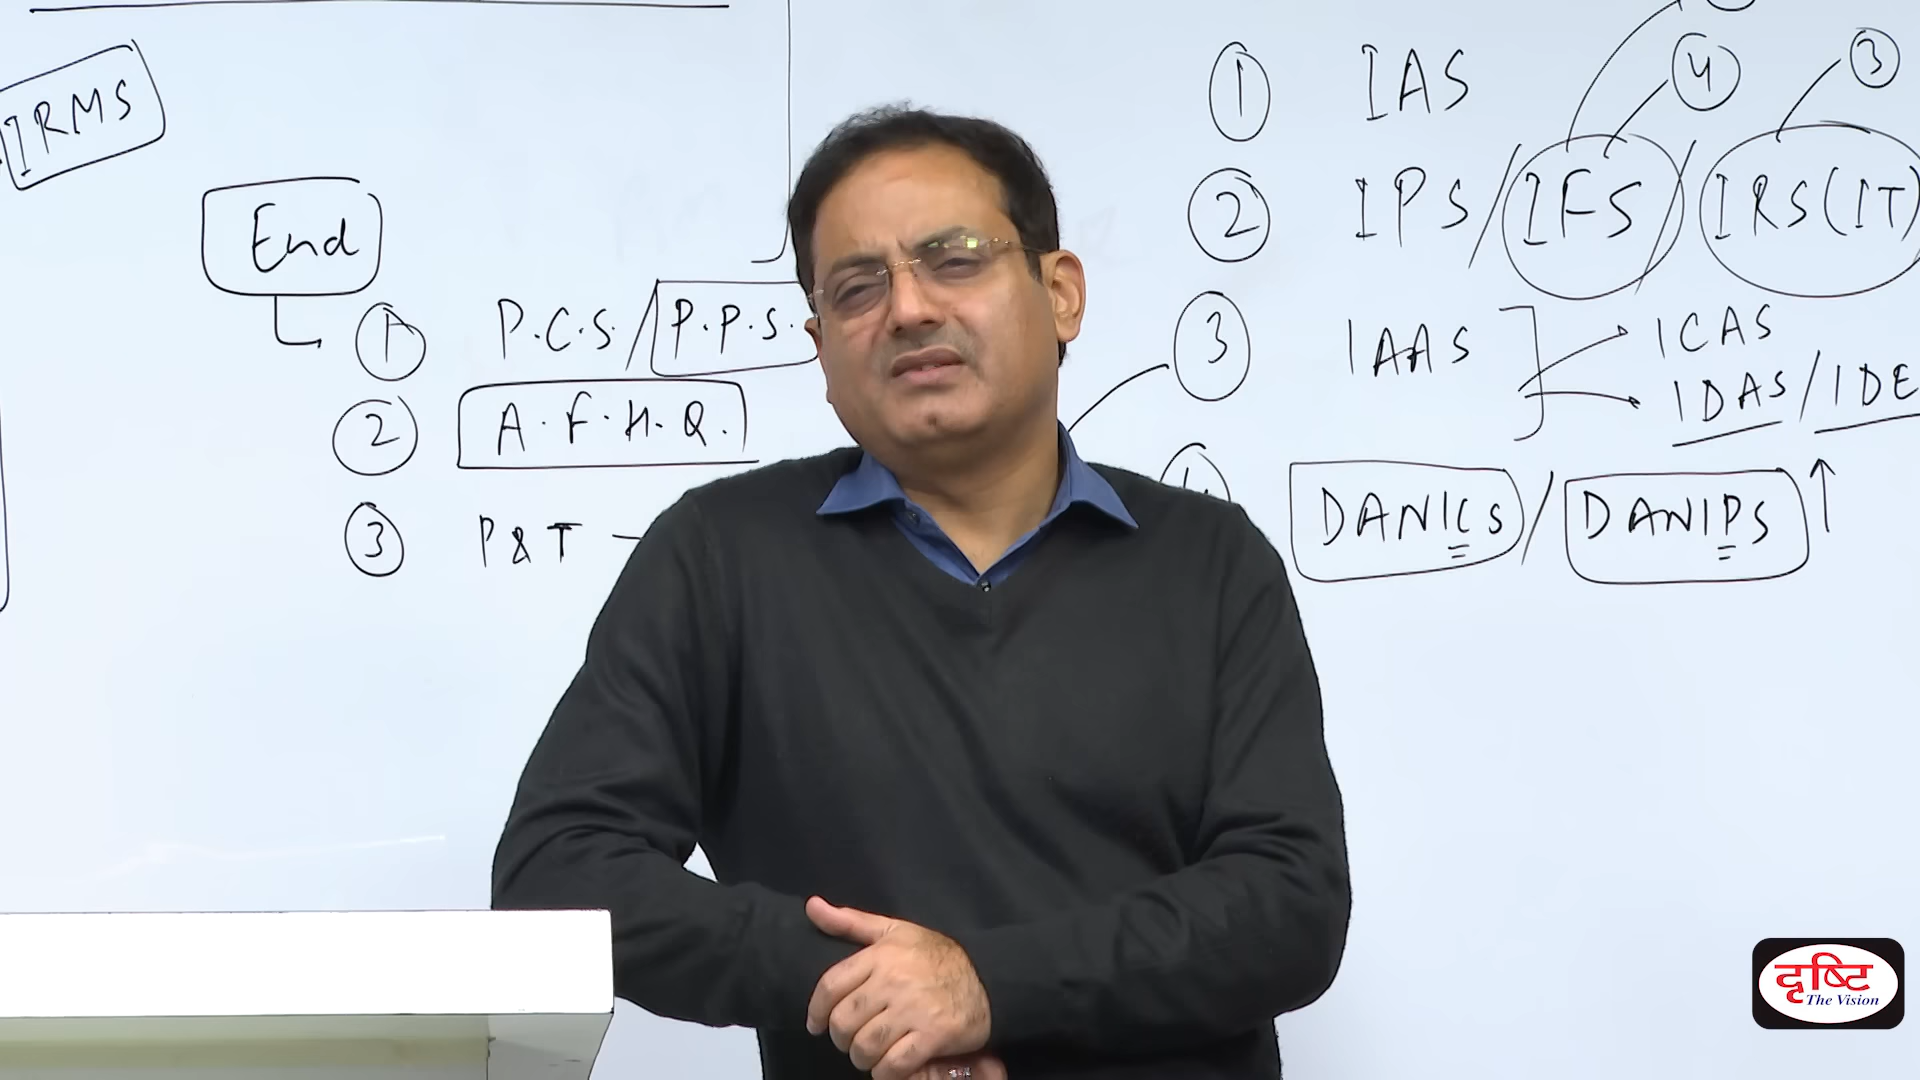 IRMS
End
① P.C.S. / P.P.S.
② A.F.H.Q.
③ P&T –
① IAS
④ ③
② IPS / IFS / IRS (IT)
③ IAAS
ICAS
IDAS / IDE
DANICS / DANIPS ↑
दृष्टि
The Vision